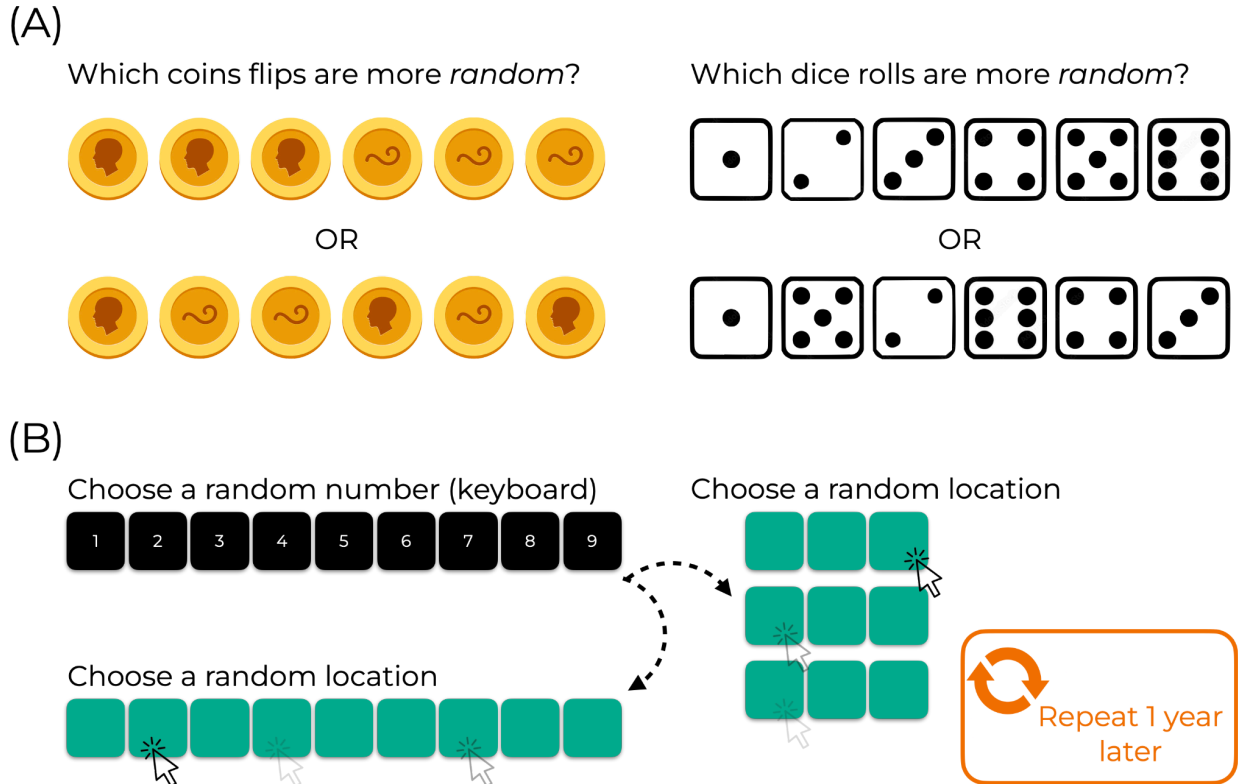 (A)
Which coins flips are more random?
OR
Which dice rolls are more random?
OR
(B)
Choose a random number (keyboard)
1 2 3 4 5 6 7 8 9
Choose a random location
Choose a random location
Repeat 1 year
later